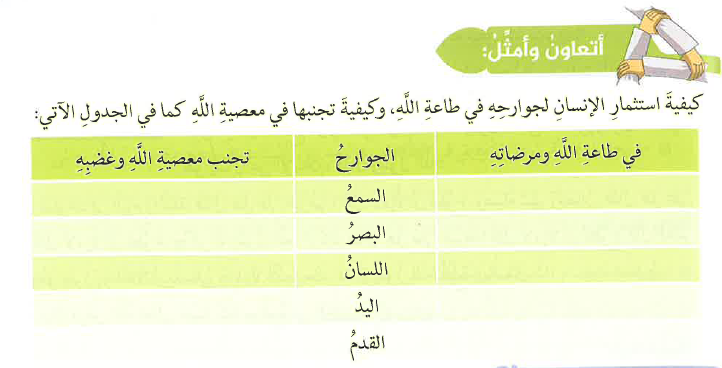 أتعاونُ وأمثِّلُ:
كيفيةَ استثمارِ الإنسانِ لجوارحِهِ في طاعةِ اللَّهِ، وكيفيةَ تجنبها في معصيةِ اللَّهِ كما في الجدولِ الآتي:
في طاعةِ اللَّهِ ومرضاتِهِ الجوارحُ تجنب معصيةِ اللَّهِ وغضبِهِ
السمعُ
البصرُ
اللسانُ
اليدُ
القدمُ